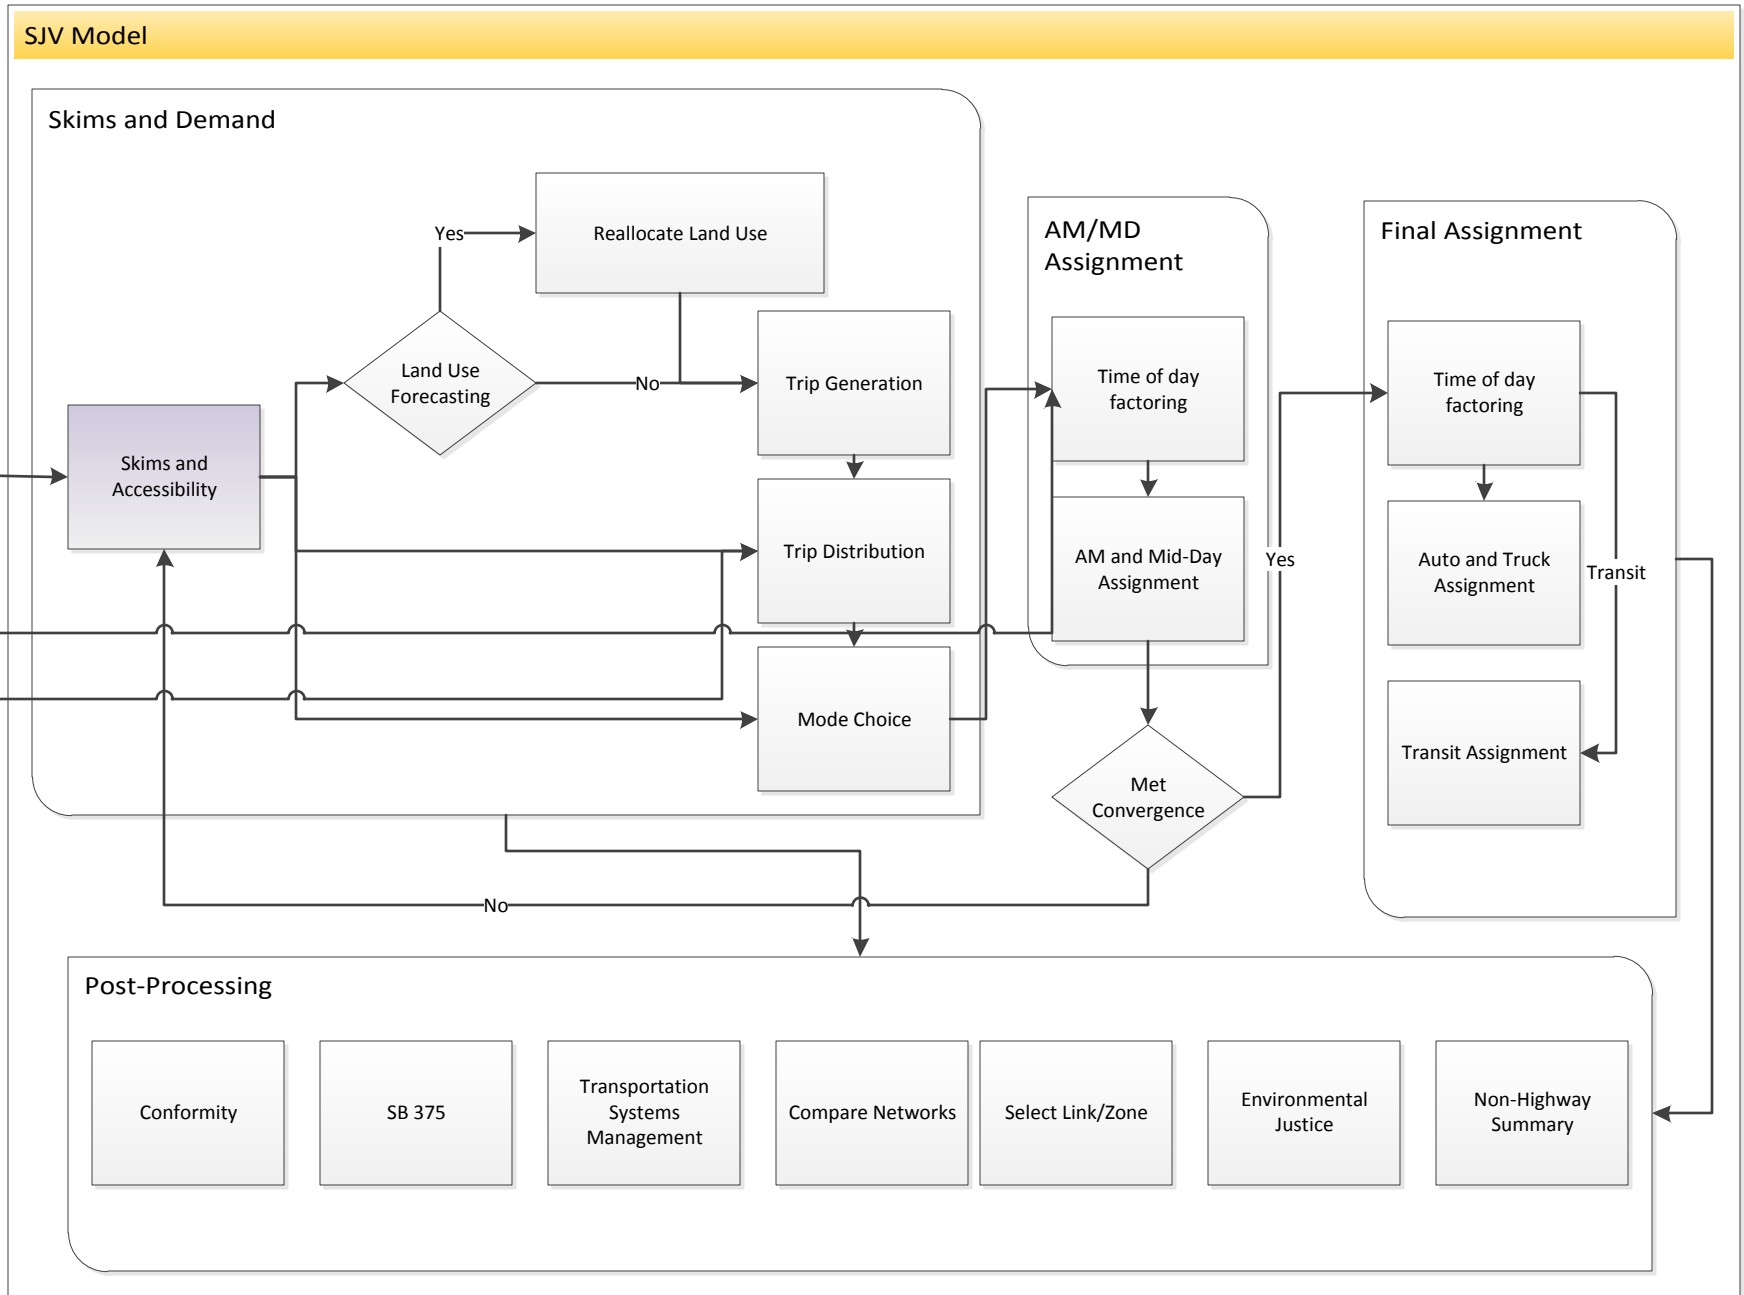 SJV Model
Skims and Demand
Yes
Reallocate Land Use
Land Use
Forecasting
No
Trip Generation
Skims and
Accessibility
Trip Distribution
Mode Choice
AM/MD
Assignment
Time of day
factoring
AM and Mid-Day
Assignment
Met
Convergence
Yes
No
Final Assignment
Time of day
factoring
Auto and Truck
Assignment
Transit
Transit Assignment
Post-Processing
Conformity
SB 375
Transportation
Systems
Management
Compare Networks
Select Link/Zone
Environmental
Justice
Non-Highway
Summary